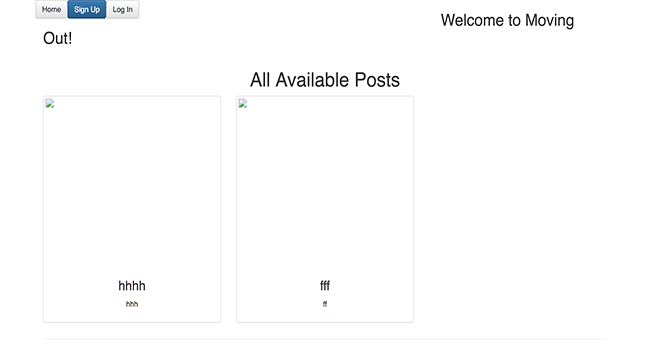 Home Sign Up Log In
Welcome to Moving
Out!
All Available Posts
hhhh
hhh
fff
ff